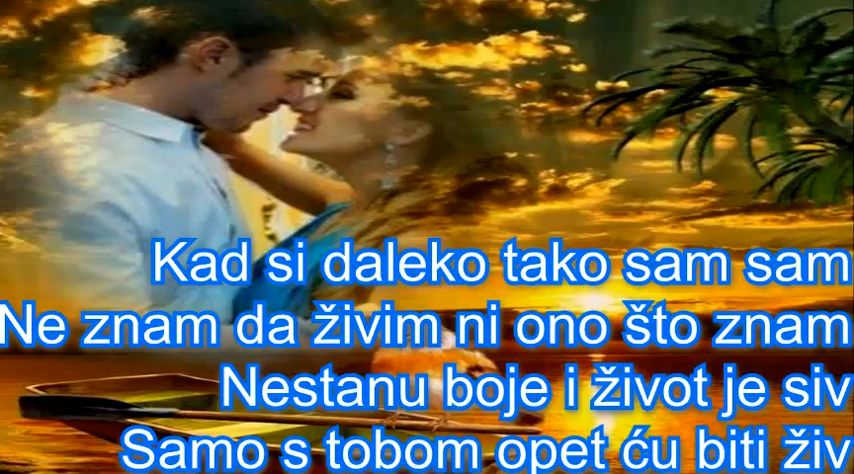 Kad si daleko tako sam sam
Ne znam da živim ni ono što znam
Nestanu boje i život je siv
Samo s tobom opet ću biti živ